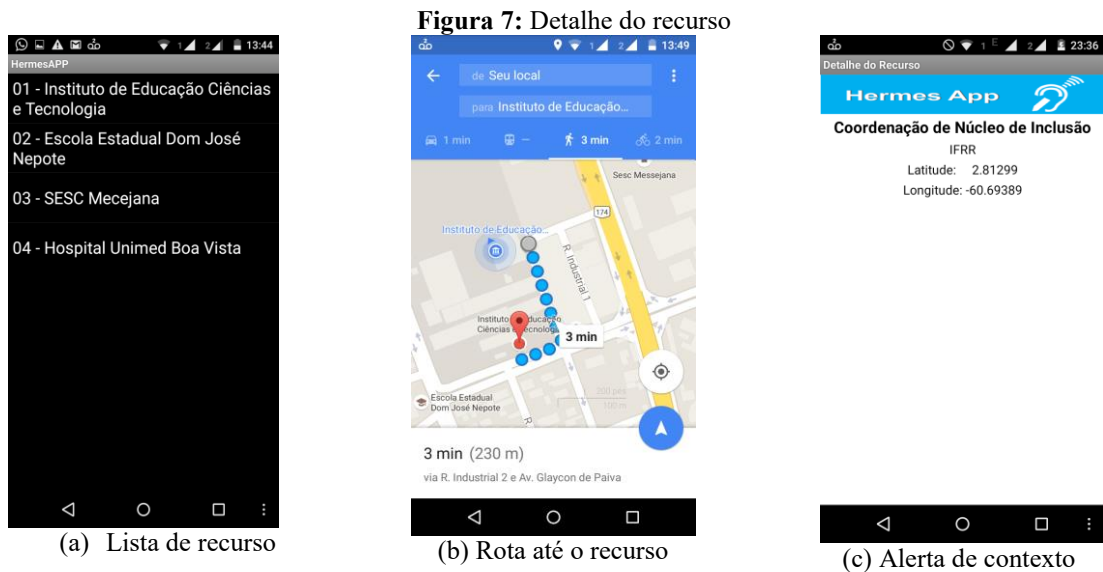 Figura 7: Detalhe do recurso
13:44
HermesAPP
01 - Instituto de Educação Ciências
e Tecnologia
02 - Escola Estadual Dom José
Nepote
03 - SESC Mecejana
04 - Hospital Unimed Boa Vista
(a) Lista de recurso
1 2 13:49
de Seu local
para Instituto de Educação...
1 min
3 min
2 min
Sesc Messejana
174
Instituto de Educação...
R. Industrial 1
Ciências
3 min
200 pés
100 m
Escola Estadual
Dom José Nepote
3 min (230 m)
via R. Industrial 2 e Av. Glaycon de Paiva
(b) Rota até o recurso
1 E 2 23:36
Detalhe do Recurso
Hermes App
Coordenação de Núcleo de Inclusão
IFRR
Latitude: 2.81299
Longitude: -60.69389
(c) Alerta de contexto